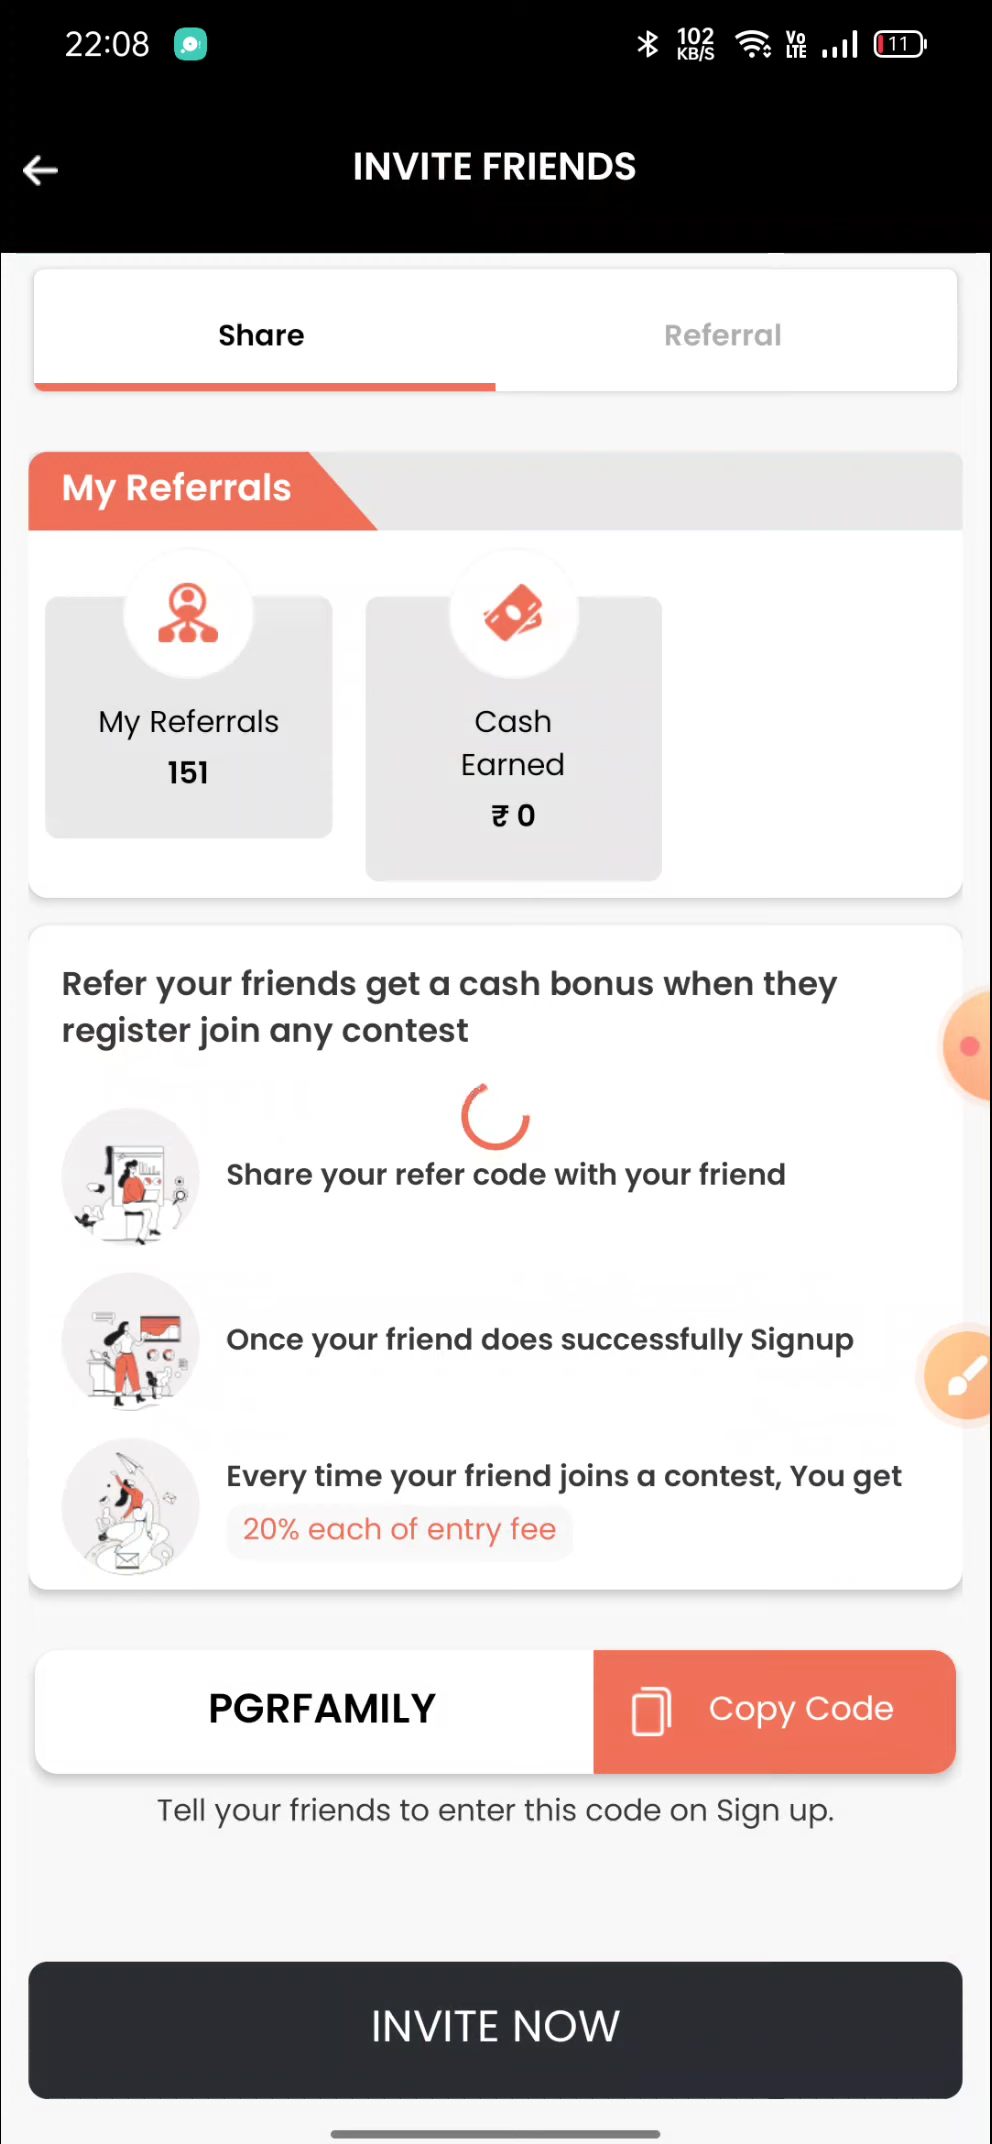 22:08
102
KB/S
Vo
LTE
11
INVITE FRIENDS
Share
Referral
My Referrals
My Referrals
151
Cash
Earned
₹ 0
Refer your friends get a cash bonus when they
register join any contest
Share your refer code with your friend
Once your friend does successfully Signup
Every time your friend joins a contest, You get
20% each of entry fee
PGRFAMILY
Copy Code
Tell your friends to enter this code on Sign up.
INVITE NOW